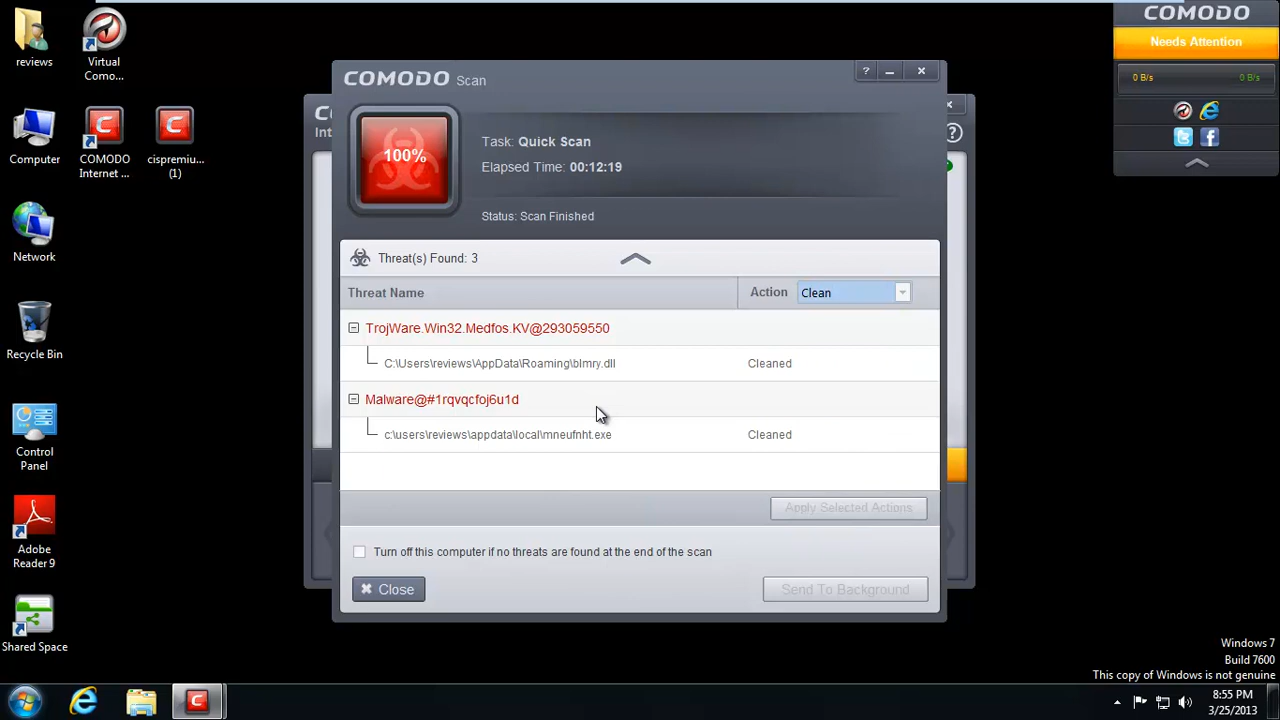 reviews
Virtual
Como...
Computer
COMODO
Internet ...
cispremiu...
(1)
Network
Recycle Bin
Control
Panel
Adobe
Reader 9
Shared Space
COMODO
Needs Attention
0 B/s
0 B/s
Int
COMODO Scan
?
100%
Task: Quick Scan
Elapsed Time: 00:12:19
Status: Scan Finished
Threat(s) Found: 3
Threat Name
Action
Clean
TrojWare.Win32.Medfos.KV@293059550
C:\Users\reviews\AppData\Roaming\blmry.dll
Cleaned
Malware@#1rqvqcfoj6u1d
c:\users\reviews\appdata\local\mneufnht.exe
Cleaned
Apply Selected Actions
Turn off this computer if no threats are found at the end of the scan
Close
Send To Background
Windows 7
Build 7600
This copy of Windows is not genuine
8:55 PM
3/25/2013